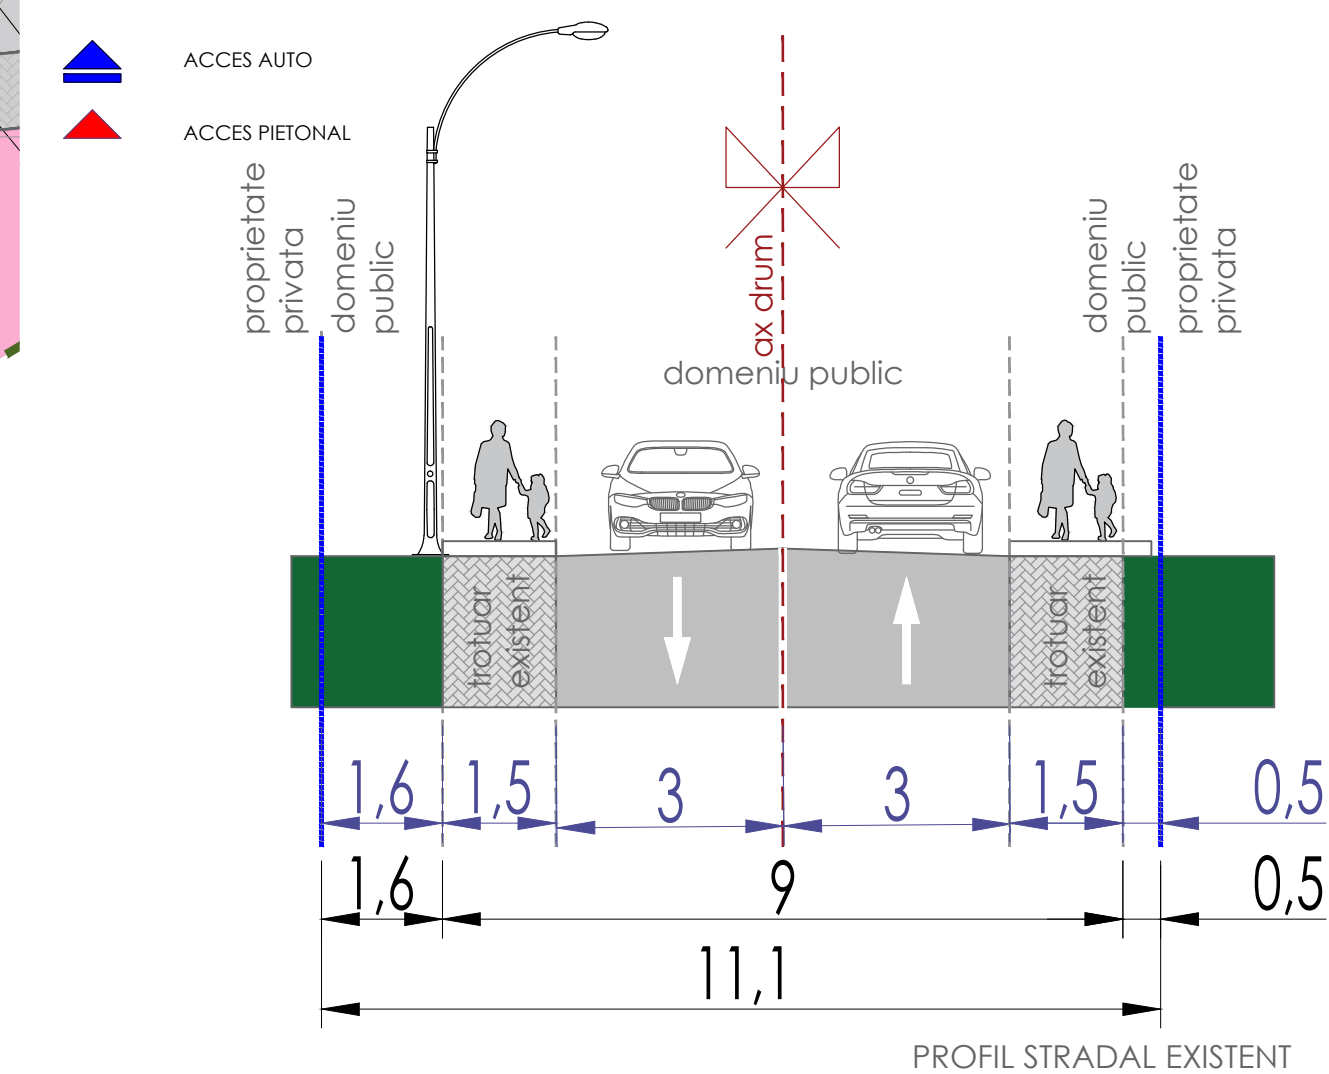 ACCES AUTO
ACCES PIETONAL
proprietate
privata
domeniu
public
ax drum
domeniu
public
proprietate
privata
domeniu public
trotuar
existent
trotuar
existent
1,6
1,5
3
3
1,5
0,5
1,6
9
0,5
11,1
PROFIL STRADAL EXISTENT